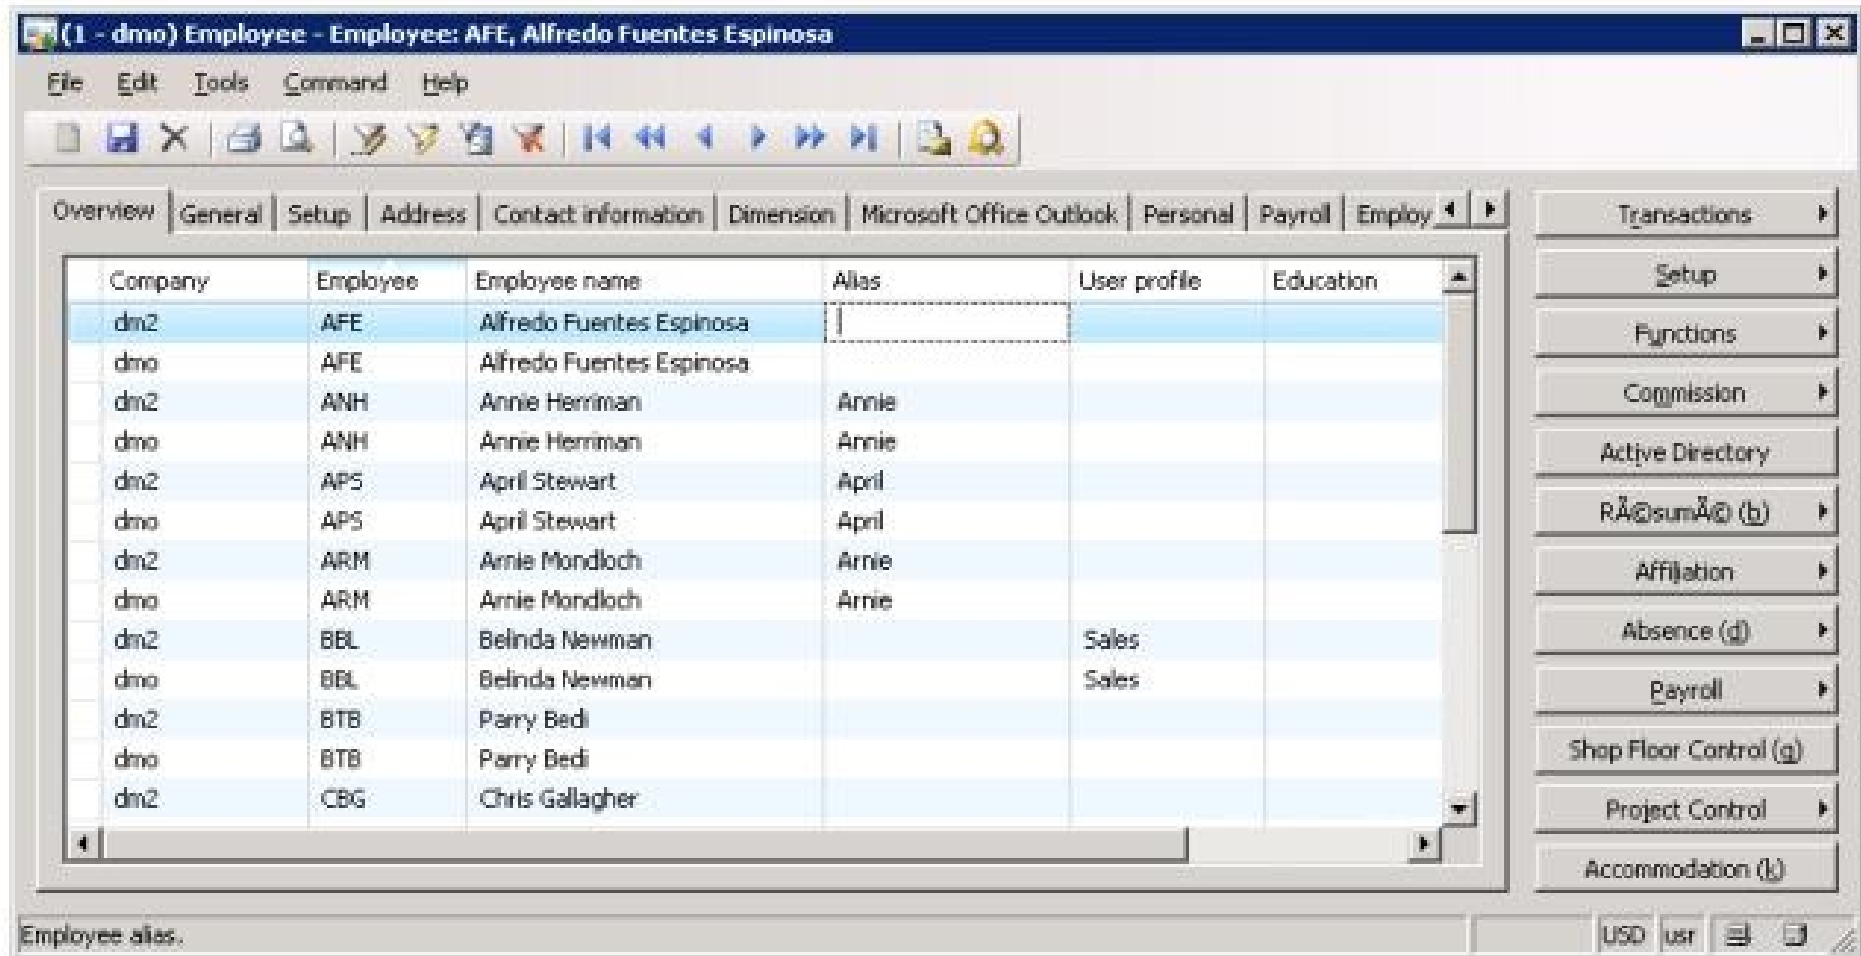 (1 - dmo) Employee - Employee: AFE, Alfredo Fuentes Espinosa
File Edit Tools Command Help
Overview General Setup Address Contact information Dimension Microsoft Office Outlook Personal Payroll Employ
Company Employee Employee name Alias User profile Education
dm2 AFE Alfredo Fuentes Espinosa
dmo AFE Alfredo Fuentes Espinosa
dm2 ANH Annie Herriman Annie
dmo ANH Annie Herriman Annie
dm2 APS April Stewart April
dmo APS April Stewart April
dm2 ARM Arnie Mondloch Arnie
dmo ARM Arnie Mondloch Arnie
dm2 BBL Belinda Newman Sales
dmo BBL Belinda Newman Sales
dm2 BTB Parry Bedi
dmo BTB Parry Bedi
dm2 CBG Chris Gallagher
Transactions
Setup
Functions
Commission
Active Directory
RÃ©sumÃ© (b)
Affiliation
Absence (d)
Payroll
Shop Floor Control (g)
Project Control
Accommodation (k)
Employee alias.
USD usr